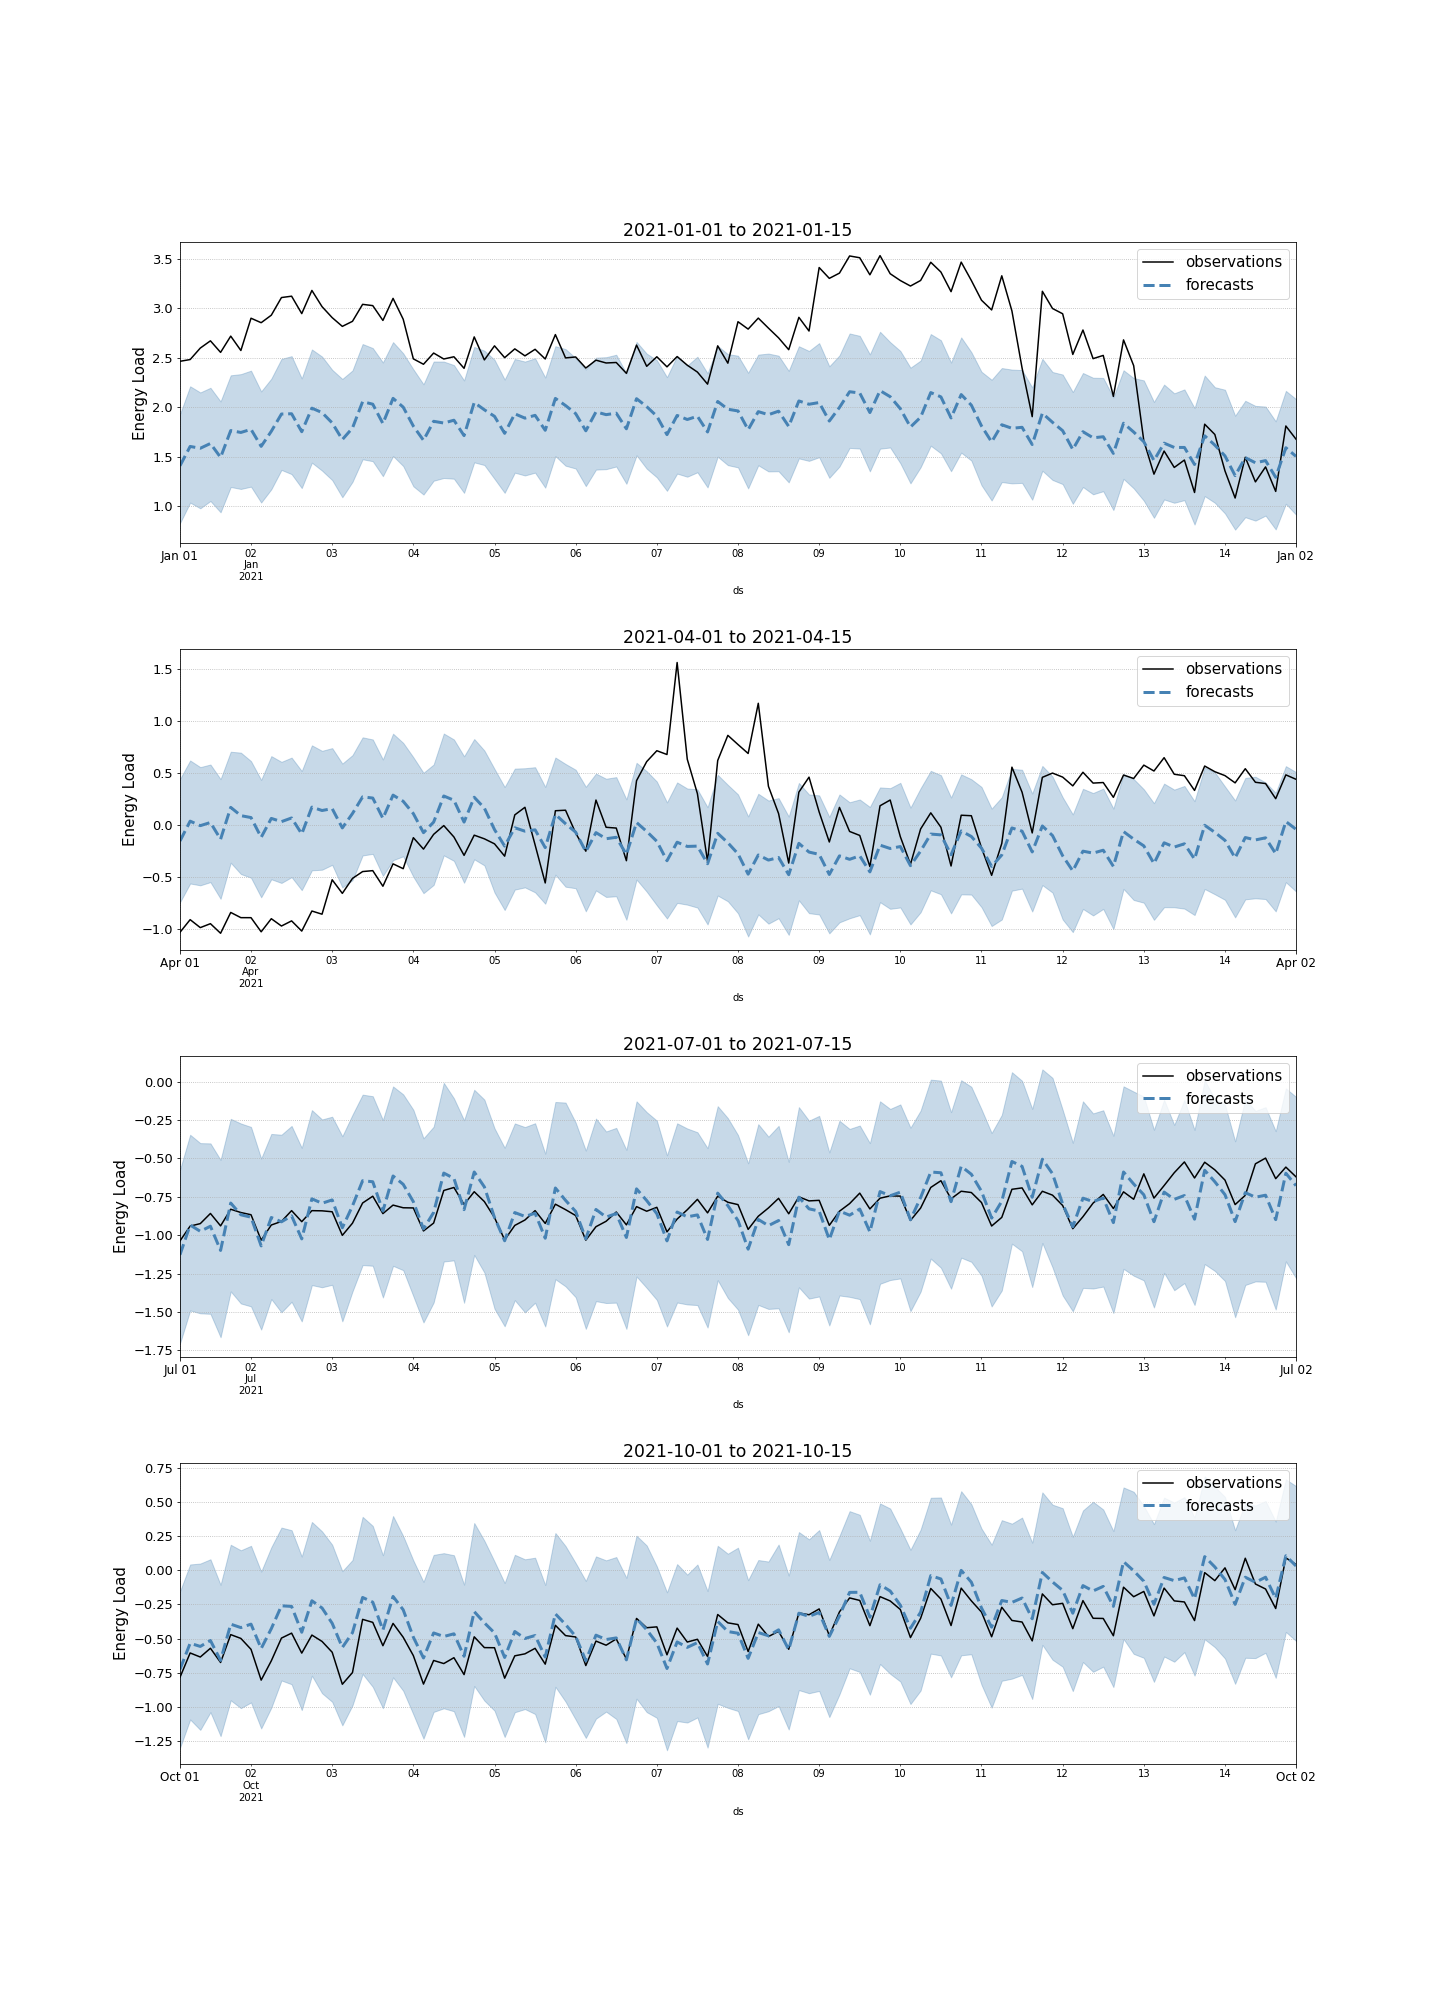 2021-01-01 to 2021-01-15
observations
forecasts
Energy Load
3.5
3.0
2.5
2.0
1.5
1.0
Jan 01 02 03 04 05 06 07 08 09 10 11 12 13 14 Jan 02
Jan
2021
ds
2021-04-01 to 2021-04-15
observations
forecasts
Energy Load
1.5
1.0
0.5
0.0
−0.5
−1.0
Apr 01 02 03 04 05 06 07 08 09 10 11 12 13 14 Apr 02
Apr
2021
ds
2021-07-01 to 2021-07-15
observations
forecasts
Energy Load
0.00
−0.25
−0.50
−0.75
−1.00
−1.25
−1.50
−1.75
Jul 01 02 03 04 05 06 07 08 09 10 11 12 13 14 Jul 02
Jul
2021
ds
2021-10-01 to 2021-10-15
observations
forecasts
Energy Load
0.75
0.50
0.25
0.00
−0.25
−0.50
−0.75
−1.00
−1.25
Oct 01 02 03 04 05 06 07 08 09 10 11 12 13 14 Oct 02
Oct
2021
ds